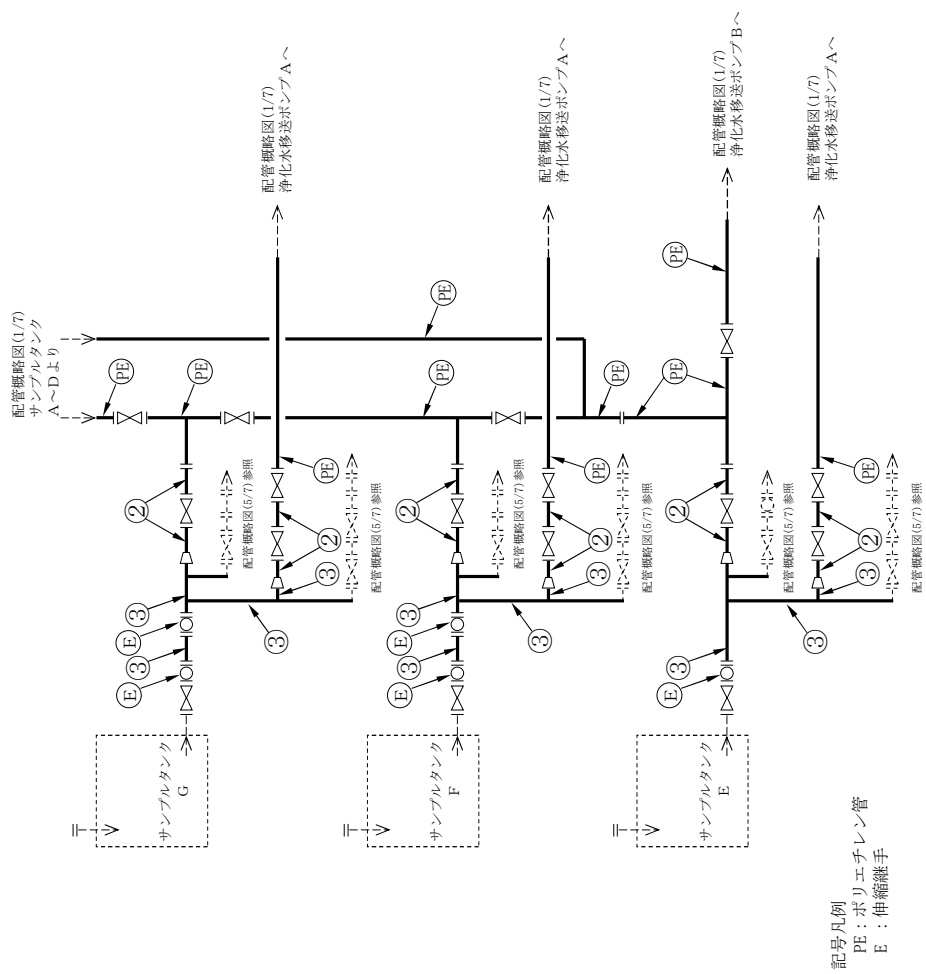 配管概略図(1/7)
サンプルタンク
A～Dより
PE
PE
PE
PE
PE
PE
PE
配管概略図(1/7)
浄化水移送ポンプAへ
配管概略図(1/7)
浄化水移送ポンプAへ
配管概略図(1/7)
浄化水移送ポンプBへ
配管概略図(1/7)
浄化水移送ポンプAへ
サンプルタンク
G
E
③
E
③
②
配管概略図(5/7)参照
③
③
②
PE
配管概略図(5/7)参照
サンプルタンク
F
E
③
E
③
②
配管概略図(5/7)参照
③
③
②
PE
配管概略図(5/7)参照
サンプルタンク
E
E
③
②
配管概略図(5/7)参照
③
③
②
PE
配管概略図(5/7)参照
記号凡例
PE：ポリエチレン管
E ：伸縮継手